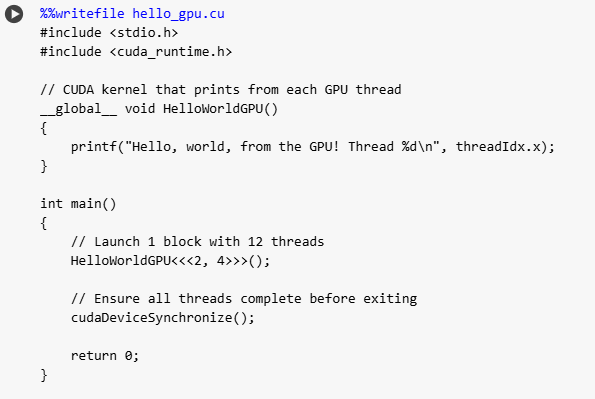 %%writefile hello_gpu.cu
#include <stdio.h>
#include <cuda_runtime.h>

// CUDA kernel that prints from each GPU thread
__global__ void HelloWorldGPU()
{
    printf("Hello, world, from the GPU! Thread %d\n", threadIdx.x);
}

int main()
{
    // Launch 1 block with 12 threads
    HelloWorldGPU<<<2, 4>>>();

    // Ensure all threads complete before exiting
    cudaDeviceSynchronize();

    return 0;
}